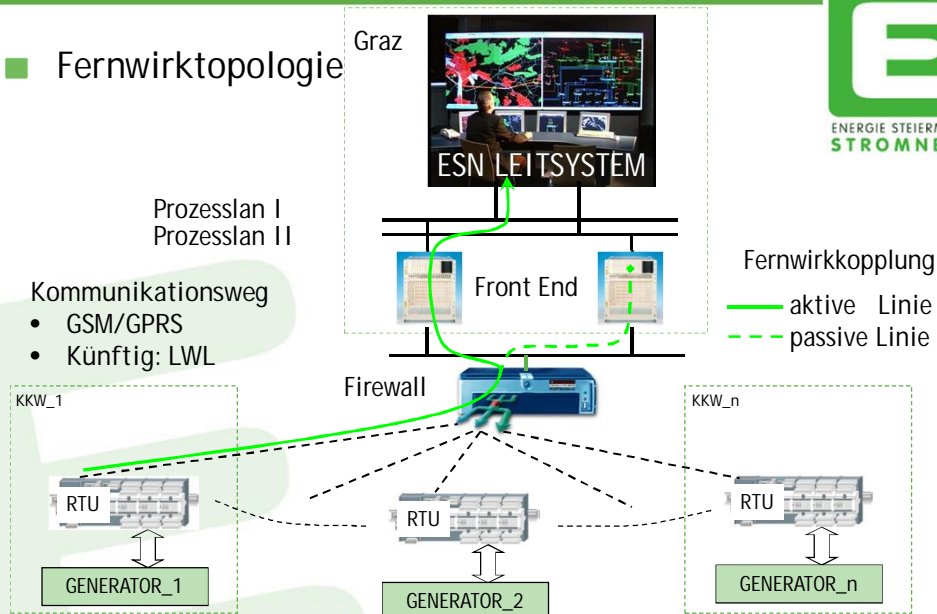 Fernwirktopologie
Graz
ENERGIE STEIERM
STROMNE
ESN LEITSYSTEM
Prozesslan I
Prozesslan II
Front End
Fernwirkkopplung
aktive Linie
passive Linie
Kommunikationsweg
• GSM/GPRS
• Künftig: LWL
Firewall
KKW_1
KKW_n
RTU
RTU
RTU
GENERATOR_1
GENERATOR_2
GENERATOR_n